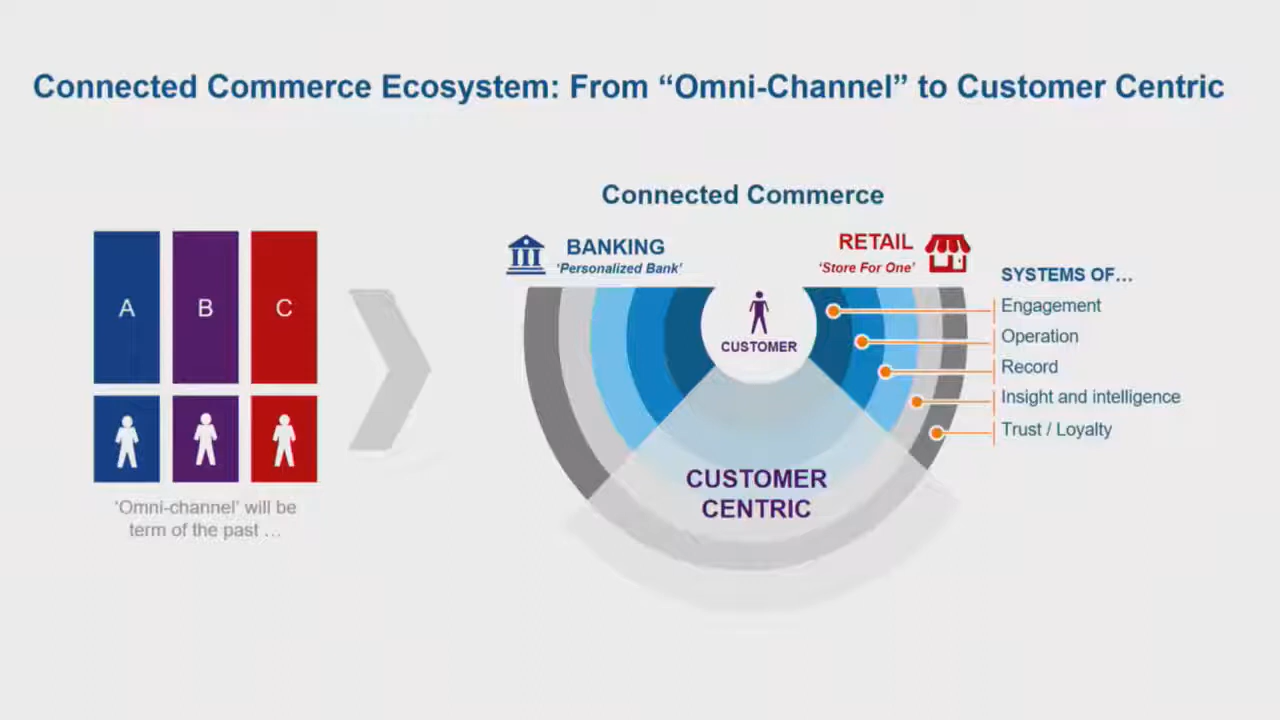 Connected Commerce Ecosystem: From “Omni-Channel” to Customer Centric
Connected Commerce
BANKING
‘Personalized Bank’
RETAIL
‘Store For One’
SYSTEMS OF…
Engagement
Operation
Record
Insight and intelligence
Trust / Loyalty
A
B
C
CUSTOMER
CUSTOMER
CENTRIC
‘Omni-channel’ will be
term of the past …